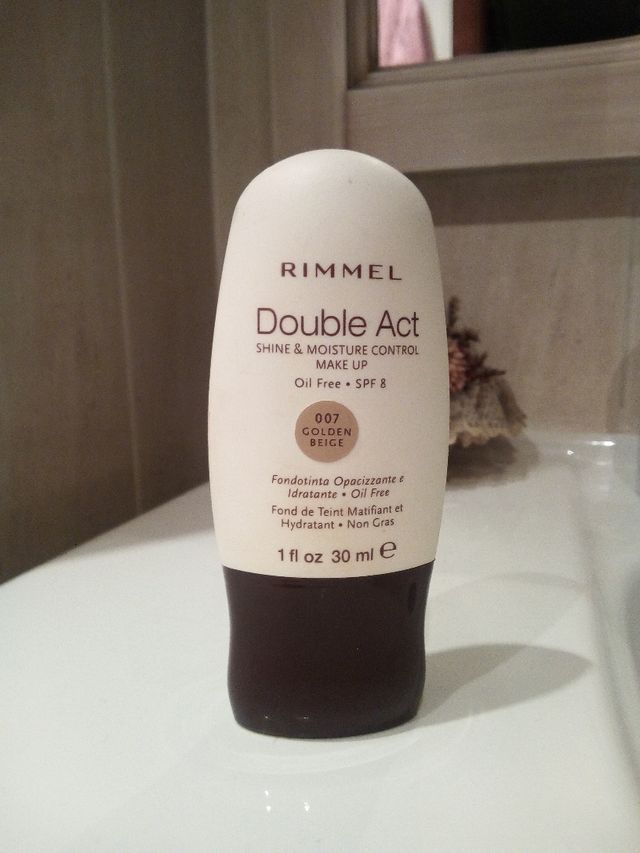 RIMMEL
Double Act
SHINE & MOISTURE CONTROL
MAKE UP
Oil Free • SPF 8
007
GOLDEN
BEIGE
Fondotinta Opacizzante e
Idratante • Oil Free
Fond de Teint Matifiant et
Hydratant • Non Gras
1 fl oz 30 ml ℮